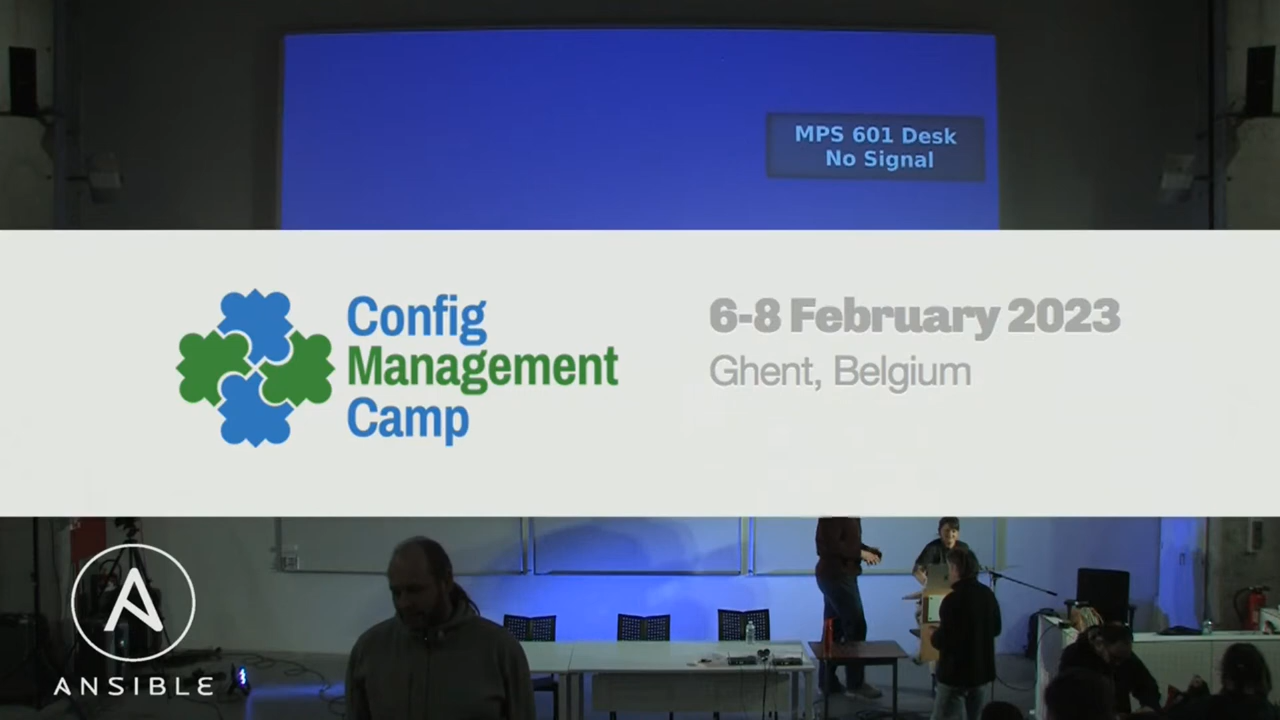 MPS 601 Desk
No Signal
Config
Management
Camp
6-8 February 2023
Ghent, Belgium
ANSIBLE